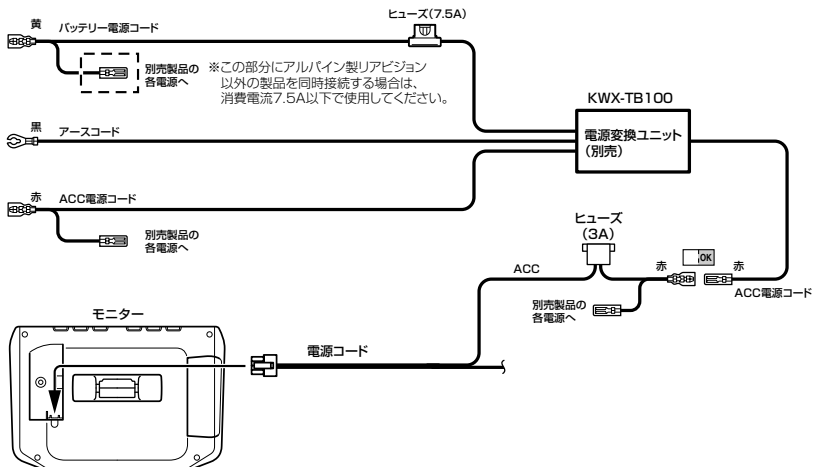 ヒューズ(7.5A)
黄
バッテリー電源コード
別売製品の
各電源へ
※この部分にアルパイン製リアビジョン
以外の製品を同時接続する場合は、
消費電流7.5A以下で使用してください。
KWX-TB100
電源変換ユニット
(別売)
黒
アースコード
赤
ACC電源コード
別売製品の
各電源へ
ヒューズ
(3A)
ACC
赤
OK
赤
ACC電源コード
別売製品の
各電源へ
モニター
電源コード